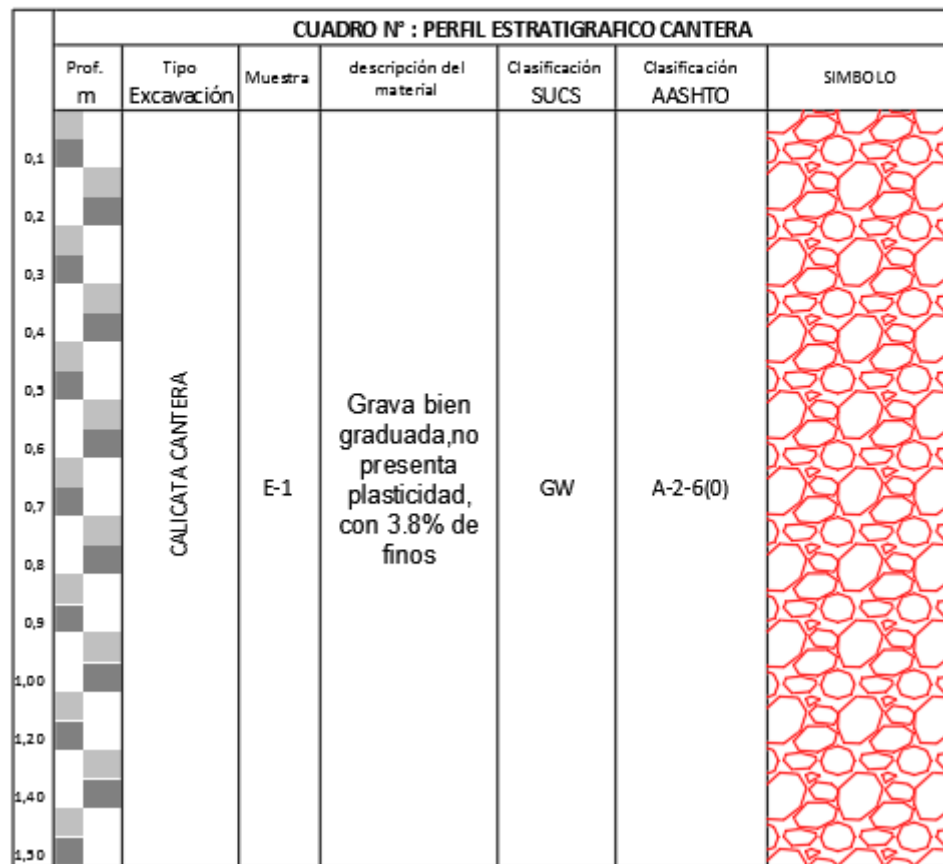 CUADRO N° : PERFIL ESTRATIGRAFICO CANTERA
Prof.
m
Tipo
Excavación
Muestra
descripción del
material
Clasificación
SUCS
Clasificación
AASHTO
SIMBOLO
0,1
0,2
0,3
0,4
0,5
0,6
0,7
0,8
0,9
1,00
1,20
1,40
1,50
CALICATA CANTERA
E-1
Grava bien
graduada,no
presenta
plasticidad,
con 3.8% de
finos
GW
A-2-6(0)